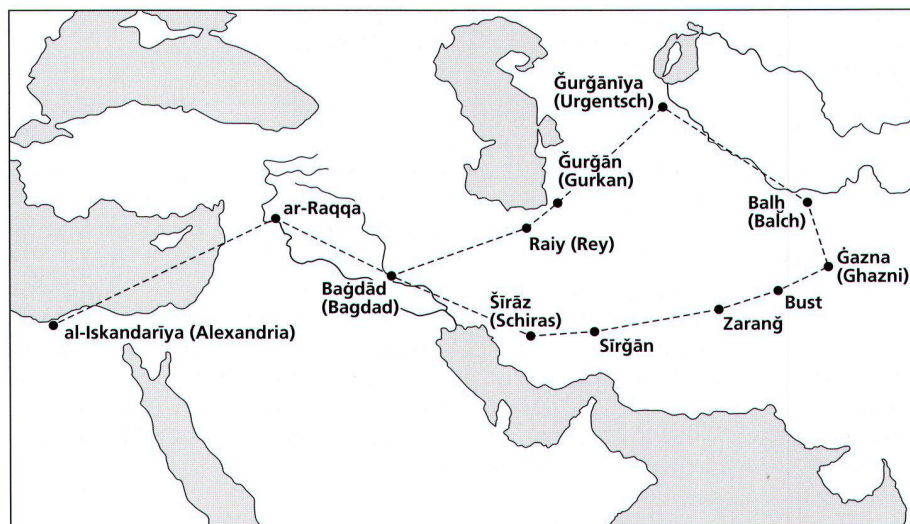 Ǧurǧānīya
(Urgentsch)
Ǧurǧān
(Gurkan)
ar-Raqqa
Balḫ
(Balch)
Raiy (Rey)
Ġazna
(Ghazni)
Baġdād
(Bagdad)
Šīrāz
(Schiras)
Bust
Zaranǧ
al-Iskandarīya (Alexandria)
Sīrǧān